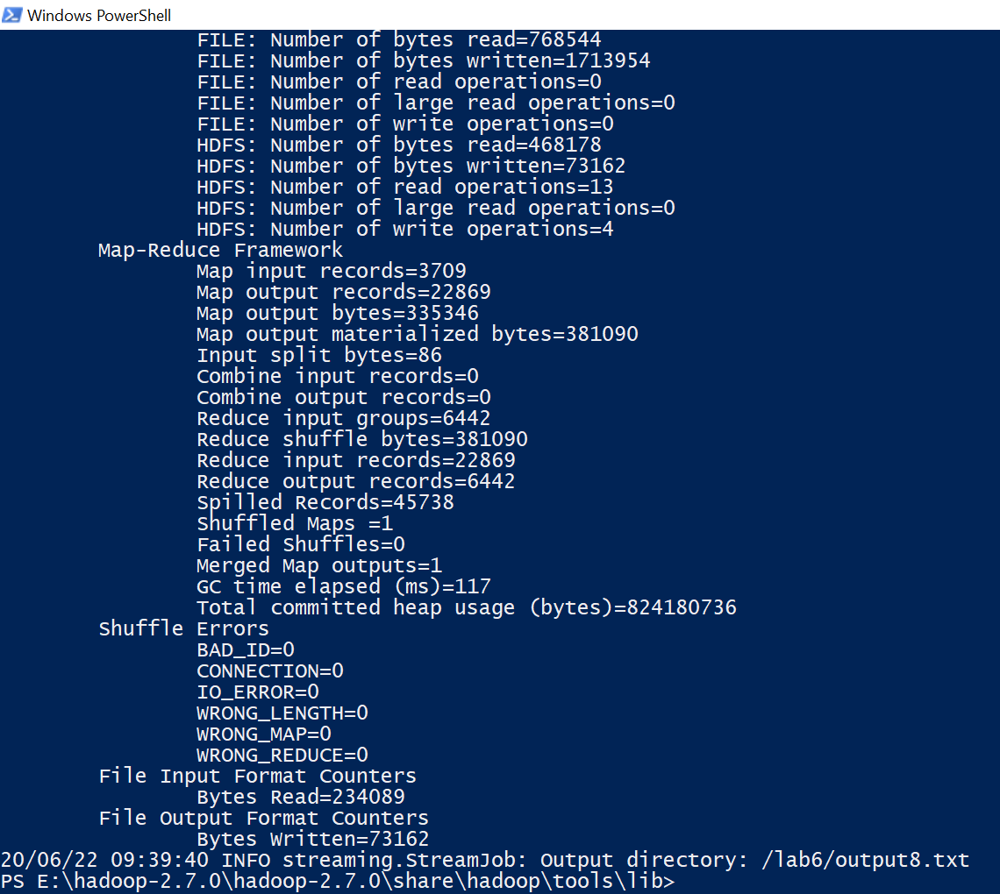 Windows PowerShell
FILE: Number of bytes read=768544
FILE: Number of bytes written=1713954
FILE: Number of read operations=0
FILE: Number of large read operations=0
FILE: Number of write operations=0
HDFS: Number of bytes read=468178
HDFS: Number of bytes written=73162
HDFS: Number of read operations=13
HDFS: Number of large read operations=0
HDFS: Number of write operations=4
Map-Reduce Framework
Map input records=3709
Map output records=22869
Map output bytes=335346
Map output materialized bytes=381090
Input split bytes=86
Combine input records=0
Combine output records=0
Reduce input groups=6442
Reduce shuffle bytes=381090
Reduce input records=22869
Reduce output records=6442
Spilled Records=45738
Shuffled Maps =1
Failed Shuffles=0
Merged Map outputs=1
GC time elapsed (ms)=117
Total committed heap usage (bytes)=824180736
Shuffle Errors
BAD_ID=0
CONNECTION=0
IO_ERROR=0
WRONG_LENGTH=0
WRONG_MAP=0
WRONG_REDUCE=0
File Input Format Counters
Bytes Read=234089
File Output Format Counters
Bytes Written=73162
20/06/22 09:39:40 INFO streaming.StreamJob: Output directory: /lab6/output8.txt
PS E:\hadoop-2.7.0\hadoop-2.7.0\share\hadoop\tools\lib>